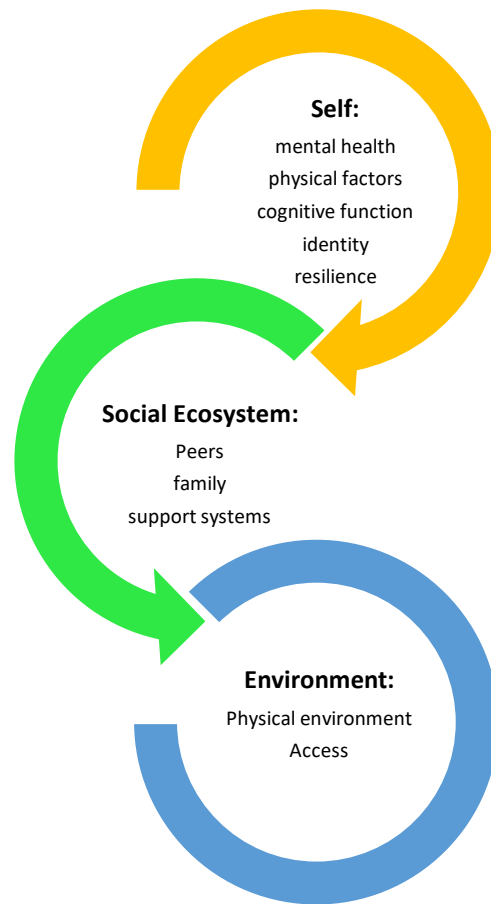 Self:
mental health
physical factors
cognitive function
identity
resilience
Social Ecosystem:
Peers
family
support systems
Environment:
Physical environment
Access